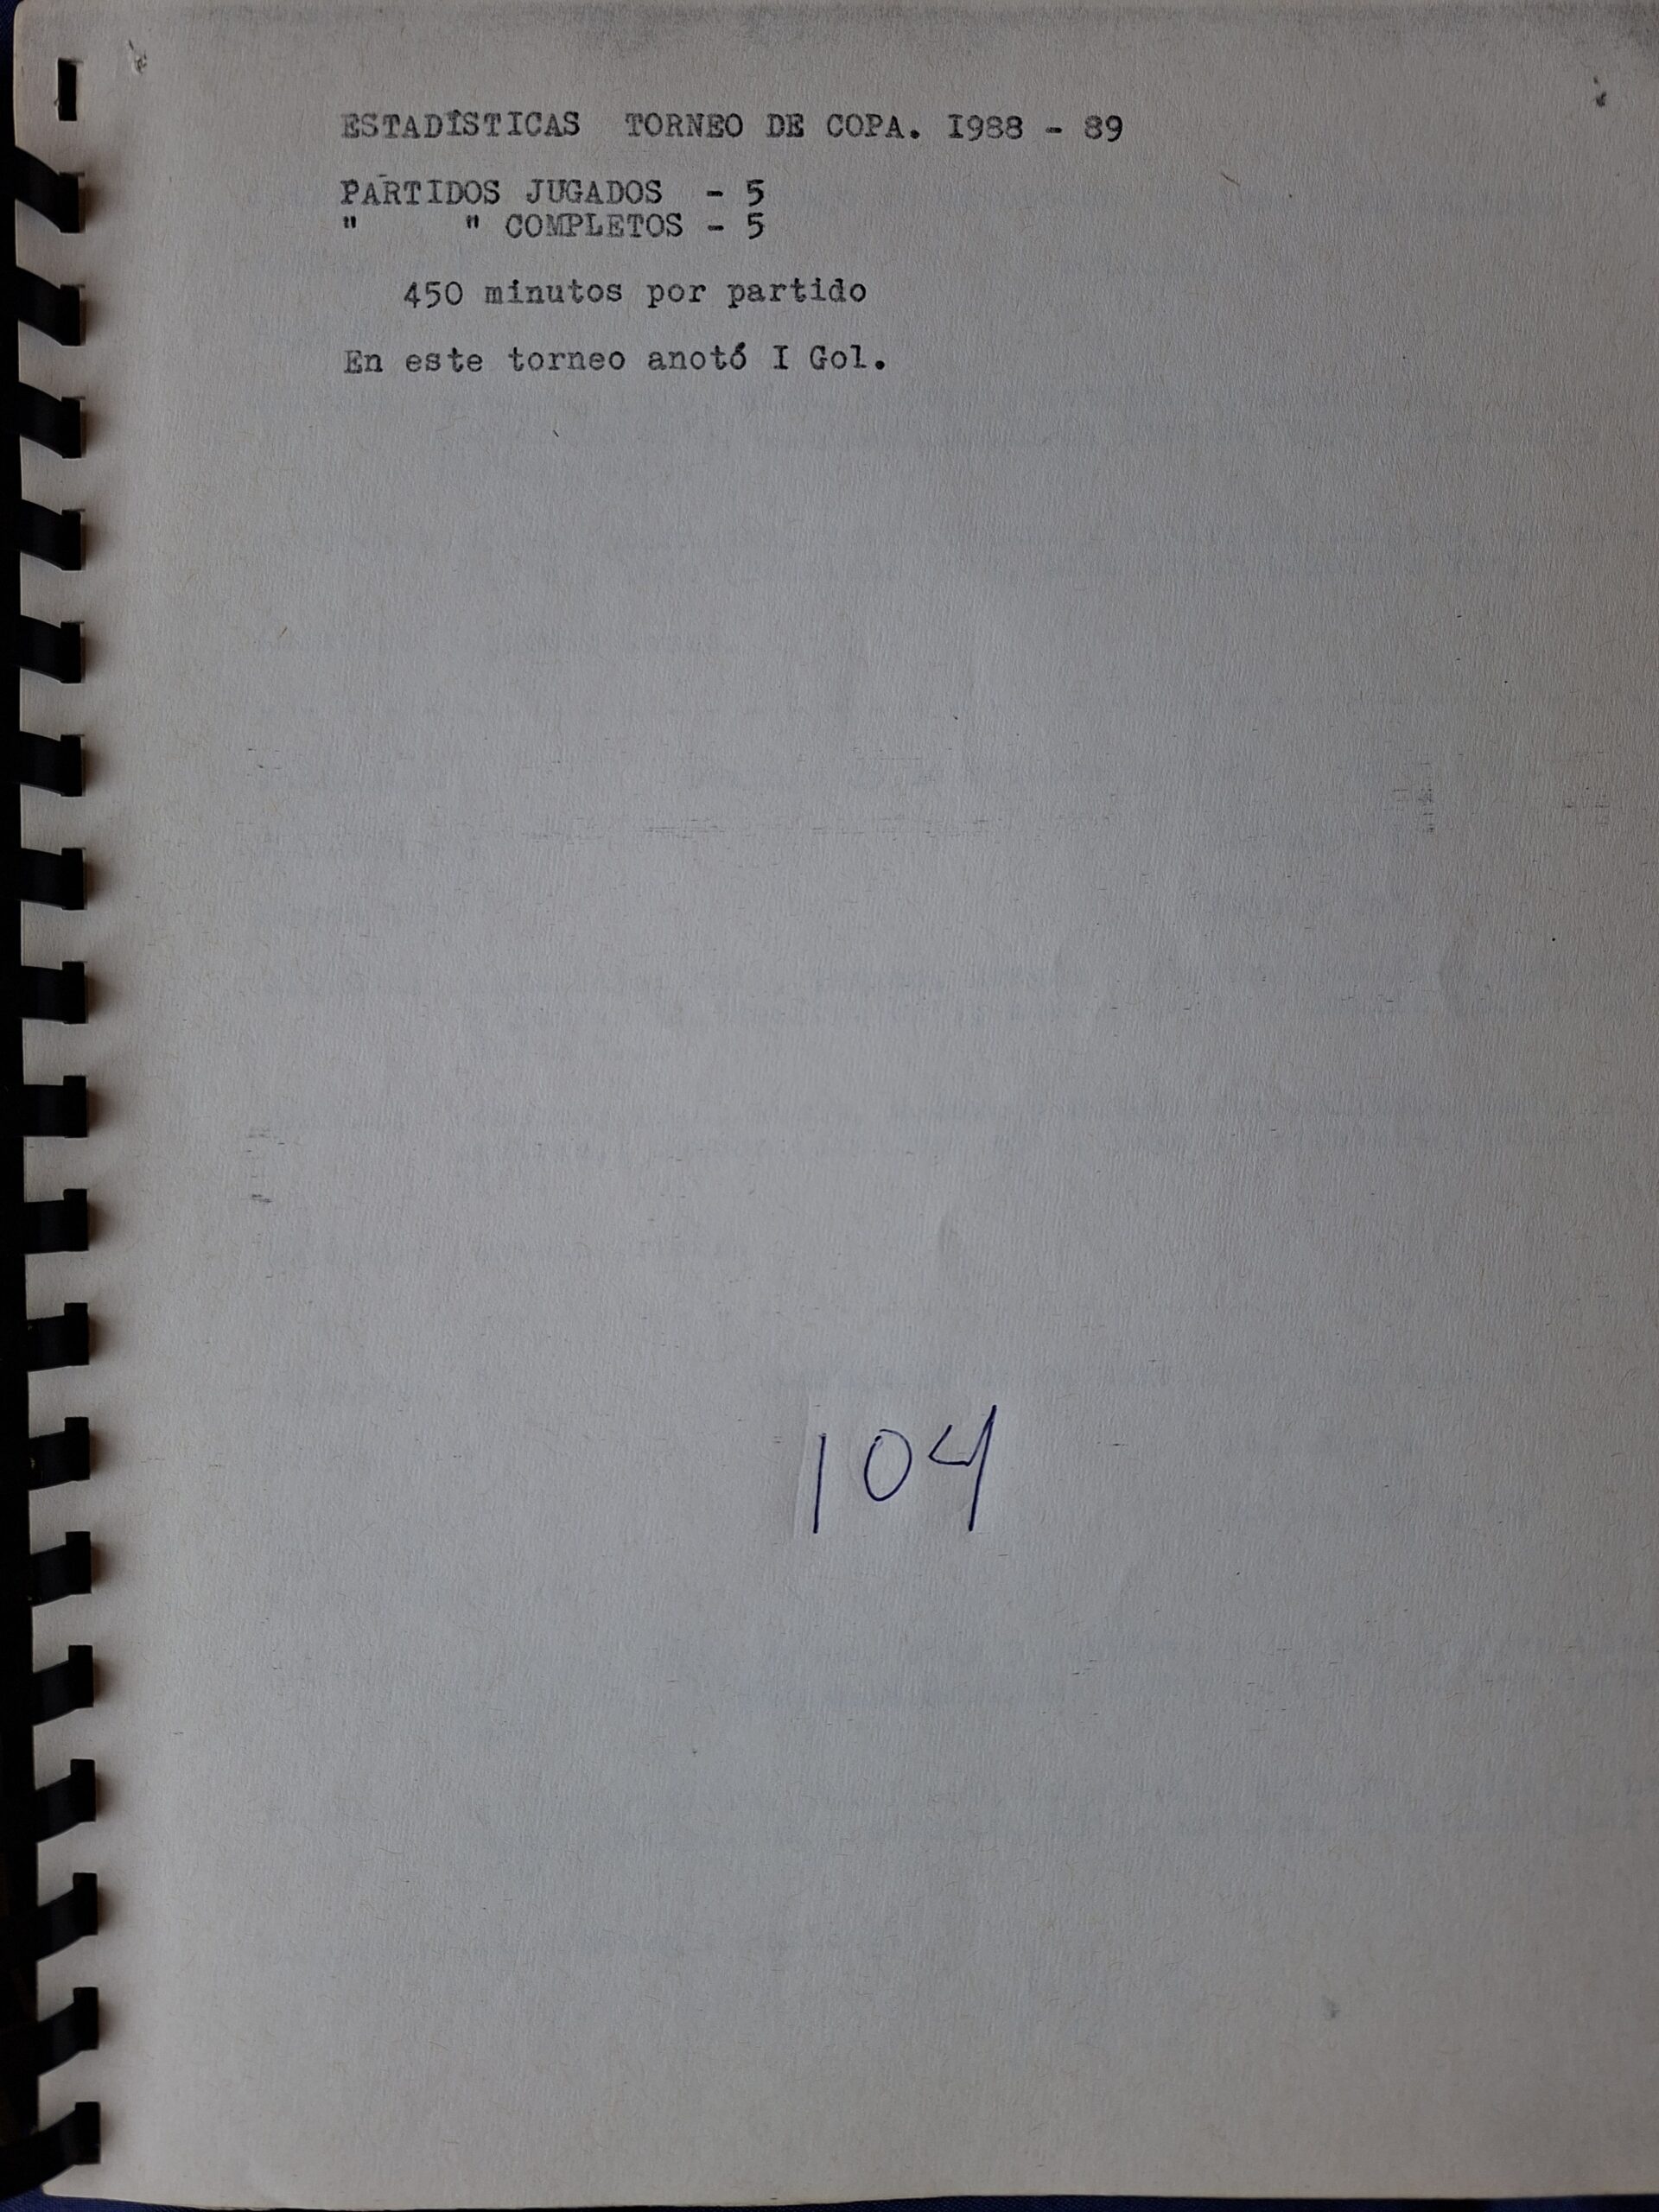 ESTADÍSTICAS TORNEO DE COPA. I988 - 89
PARTIDOS JUGADOS - 5
" " COMPLETOS - 5
450 minutos por partido
En este torneo anotó I Gol.
104